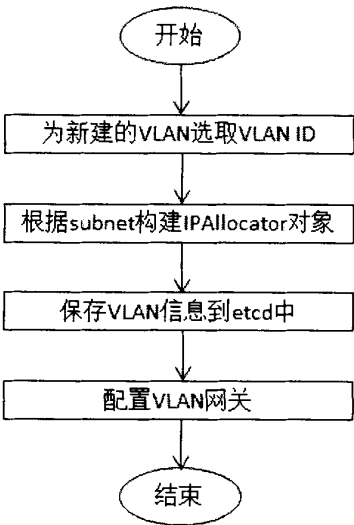 开始
为新建的VLAN选取VLAN ID
根据subnet构建IPAllocator对象
保存VLAN信息到etcd中
配置VLAN网关
结束